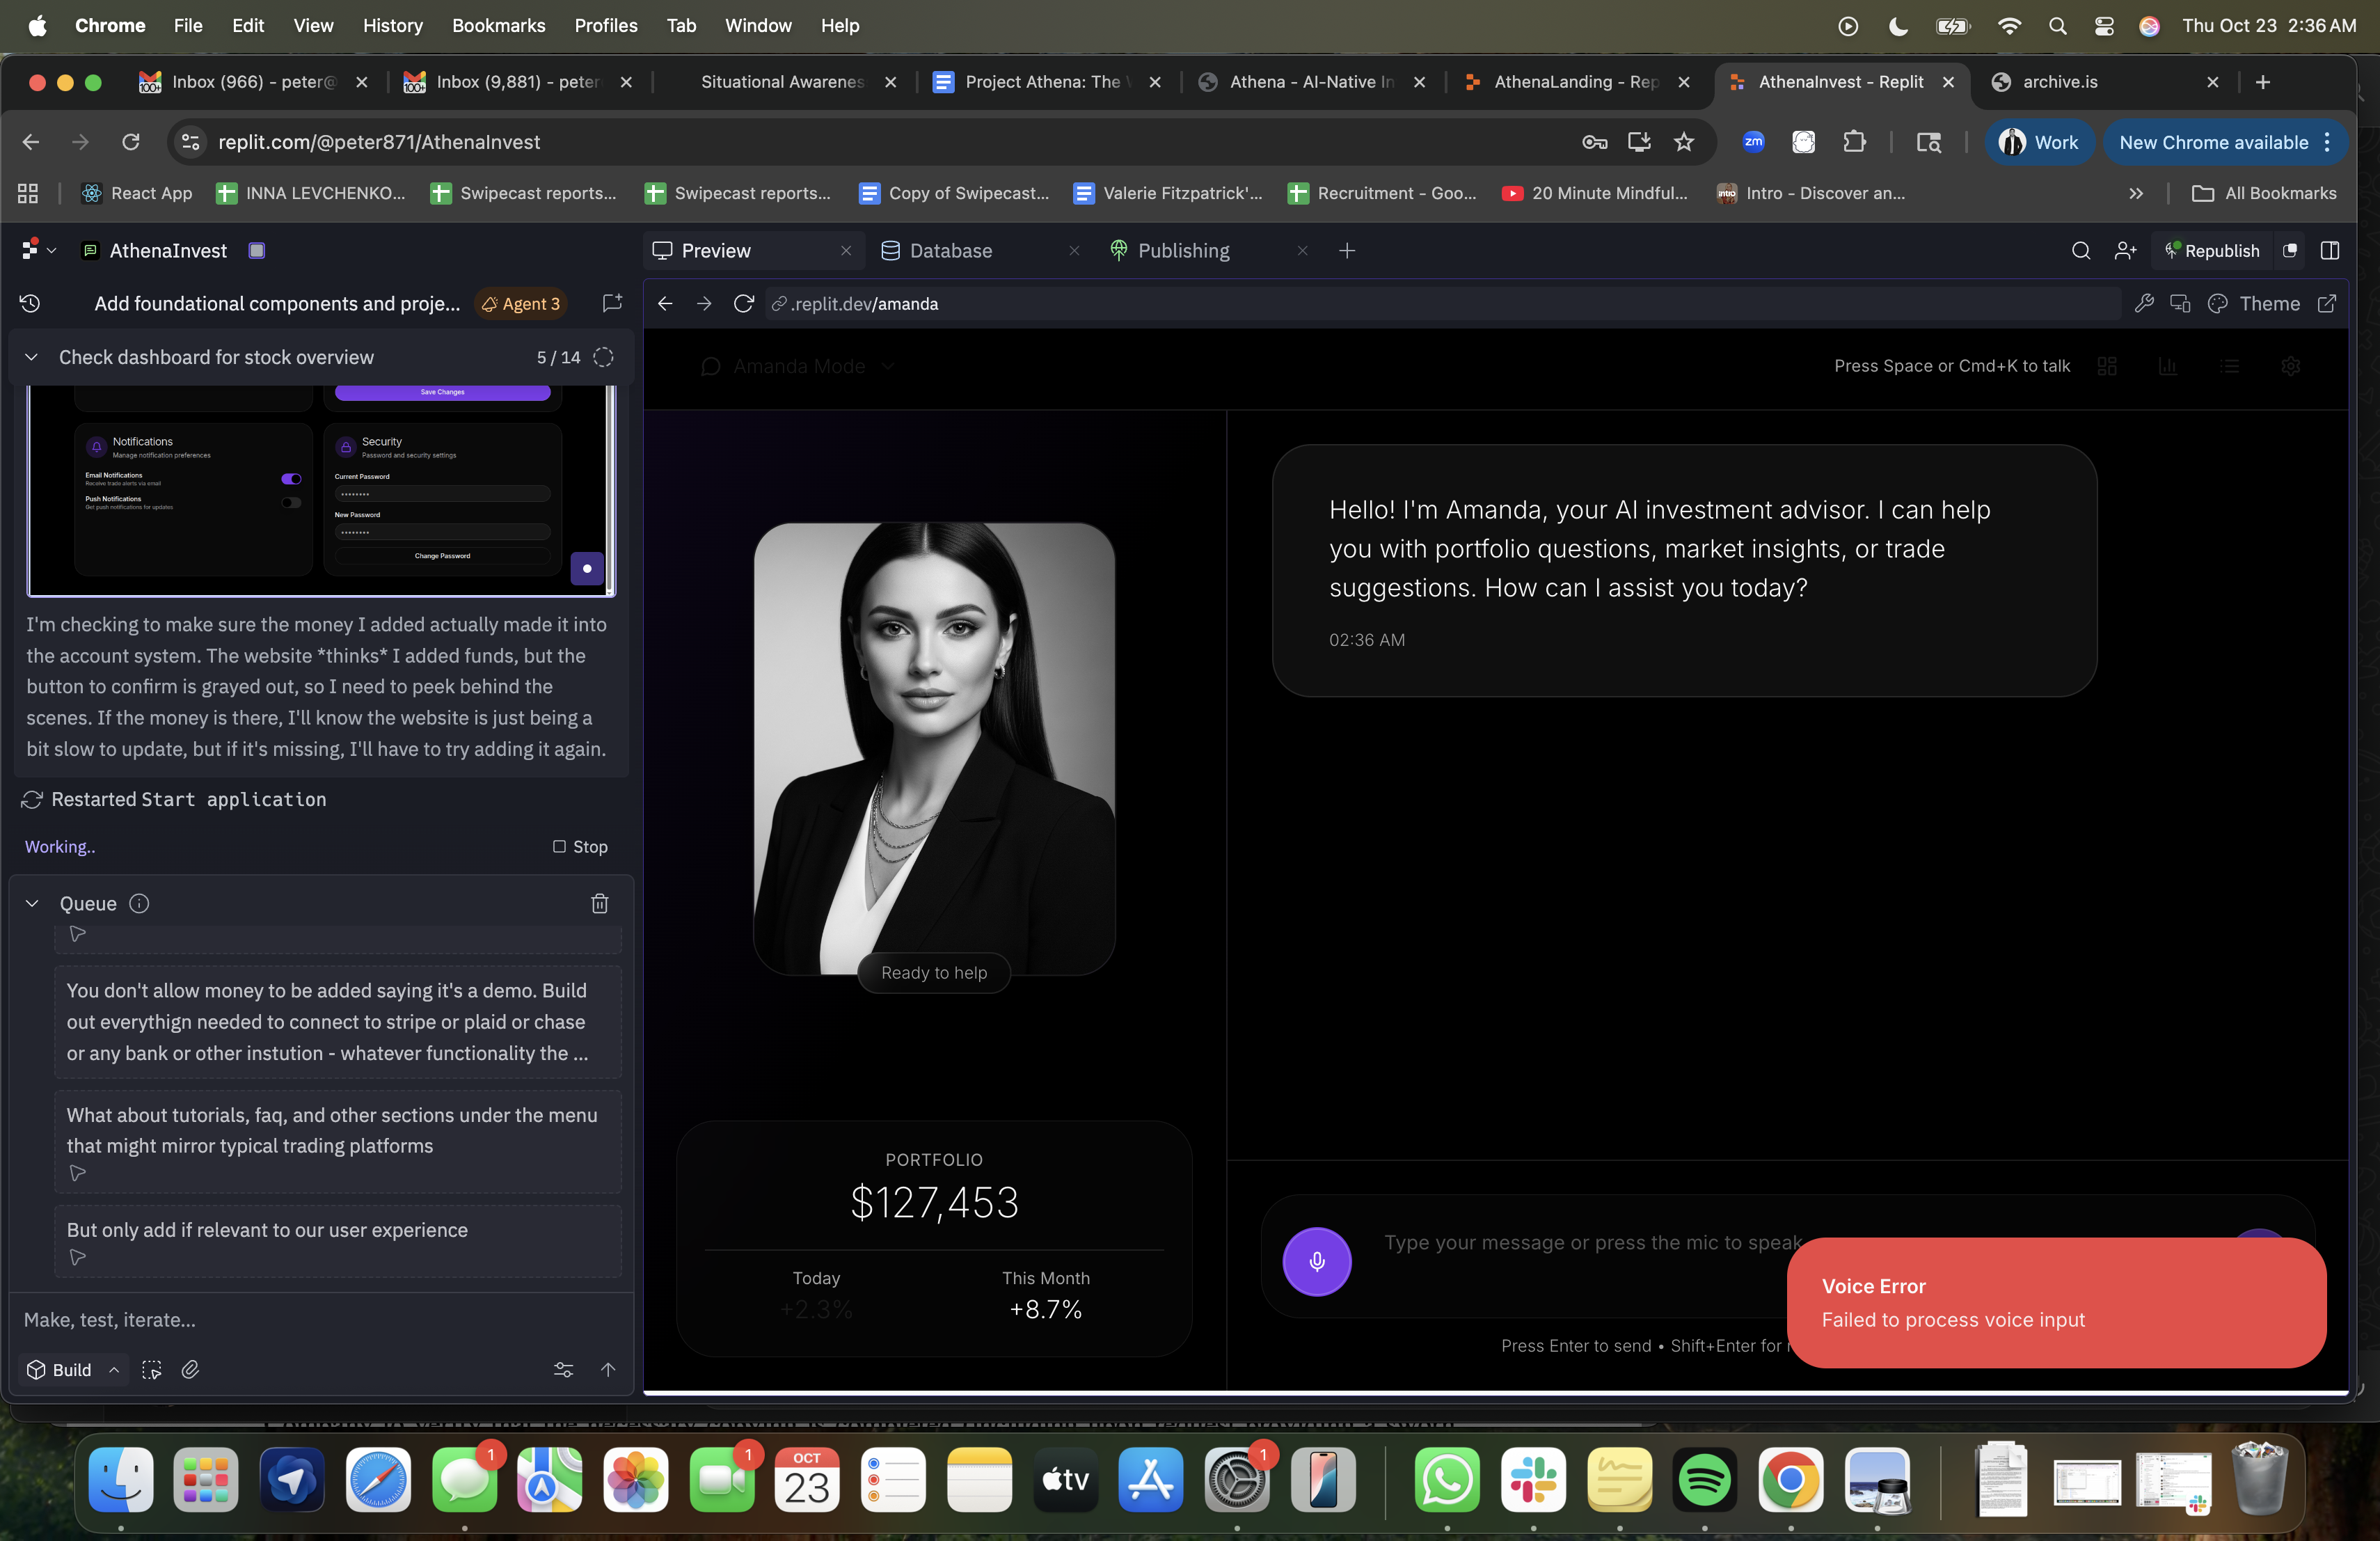 Chrome File Edit View History Bookmarks Profiles Tab Window Help Thu Oct 23 2:36 AM
Inbox (966) - peter@
Inbox (9,881) - peter
Situational Awarenes
Project Athena: The
Athena - AI-Native In
AthenaLanding - Rep
AthenaInvest - Replit
archive.is
replit.com/@peter871/AthenaInvest
zm
Work
New Chrome available
React App
INNA LEVCHENKO...
Swipecast reports...
Swipecast reports...
Copy of Swipecast...
Valerie Fitzpatrick'...
Recruitment - Goo...
20 Minute Mindful...
intro
Intro - Discover an...
All Bookmarks
AthenaInvest
Preview
Database
Publishing
Republish
Add foundational components and proje...
Agent 3
.replit.dev/amanda
Theme
Check dashboard for stock overview
5 / 14
Save Changes
Notifications
Manage notification preferences
Email Notifications
Receive trade alerts via email
Push Notifications
Get push notifications for updates
Security
Password and security settings
Current Password
••••••••
New Password
••••••••
Change Password
I'm checking to make sure the money I added actually made it into
the account system. The website *thinks* I added funds, but the
button to confirm is grayed out, so I need to peek behind the
scenes. If the money is there, I'll know the website is just being a
bit slow to update, but if it's missing, I'll have to try adding it again.
Restarted Start application
Working..
Stop
Queue
You don't allow money to be added saying it's a demo. Build
out everythign needed to connect to stripe or plaid or chase
or any bank or other instution - whatever functionality the ...
What about tutorials, faq, and other sections under the menu
that might mirror typical trading platforms
But only add if relevant to our user experience
Make, test, iterate...
Build
Amanda Mode
Press Space or Cmd+K to talk
Hello! I'm Amanda, your AI investment advisor. I can help
you with portfolio questions, market insights, or trade
suggestions. How can I assist you today?
02:36 AM
Ready to help
PORTFOLIO
$127,453
Today
+2.3%
This Month
+8.7%
Type your message or press the mic to speak
Press Enter to send • Shift+Enter for
Voice Error
Failed to process voice input
1
1
OCT
23
tv
1